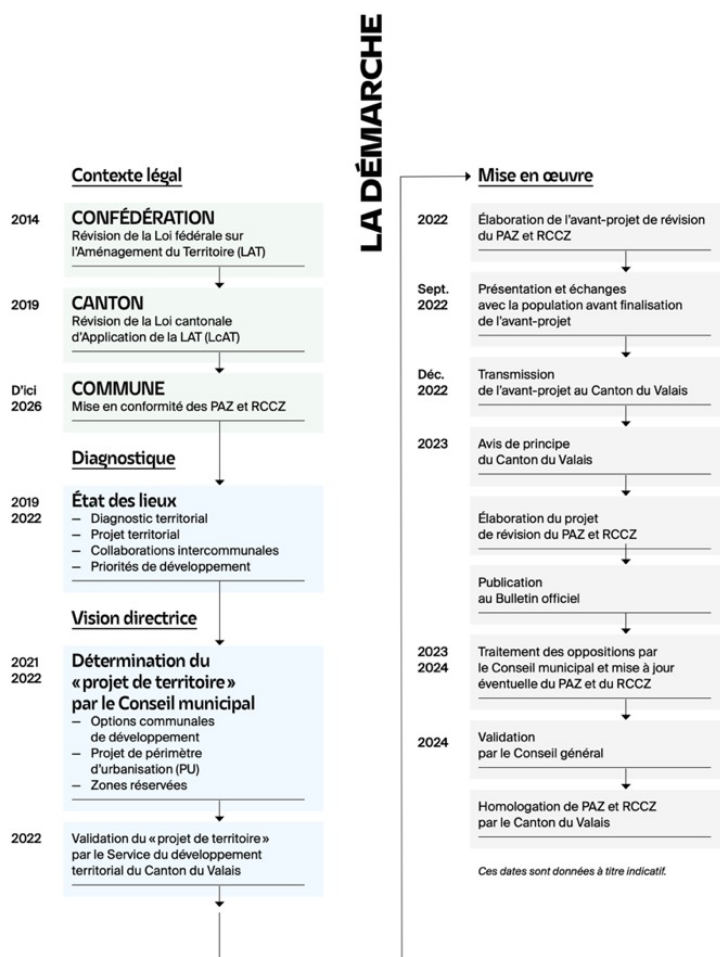 LA DÉMARCHE
Contexte légal
2014
CONFÉDÉRATION
Révision de la Loi fédérale sur
l'Aménagement du Territoire (LAT)
2019
CANTON
Révision de la Loi cantonale
d'Application de la LAT (LcAT)
D'ici
2026
COMMUNE
Mise en conformité des PAZ et RCCZ
Diagnostique
2019
2022
État des lieux
– Diagnostic territorial
– Projet territorial
– Collaborations intercommunales
– Priorités de développement
Vision directrice
2021
2022
Détermination du
«projet de territoire»
par le Conseil municipal
– Options communales
de développement
– Projet de périmètre
d'urbanisation (PU)
– Zones réservées
2022
Validation du «projet de territoire»
par le Service du développement
territorial du Canton du Valais
Mise en œuvre
2022
Élaboration de l'avant-projet de révision
du PAZ et RCCZ
Sept.
2022
Présentation et échanges
avec la population avant finalisation
de l'avant-projet
Déc.
2022
Transmission
de l'avant-projet au Canton du Valais
2023
Avis de principe
du Canton du Valais
Élaboration du projet
de révision du PAZ et RCCZ
Publication
au Bulletin officiel
2023
2024
Traitement des oppositions par
le Conseil municipal et mise à jour
éventuelle du PAZ et du RCCZ
2024
Validation
par le Conseil général
Homologation de PAZ et RCCZ
par le Canton du Valais
Ces dates sont données à titre indicatif.